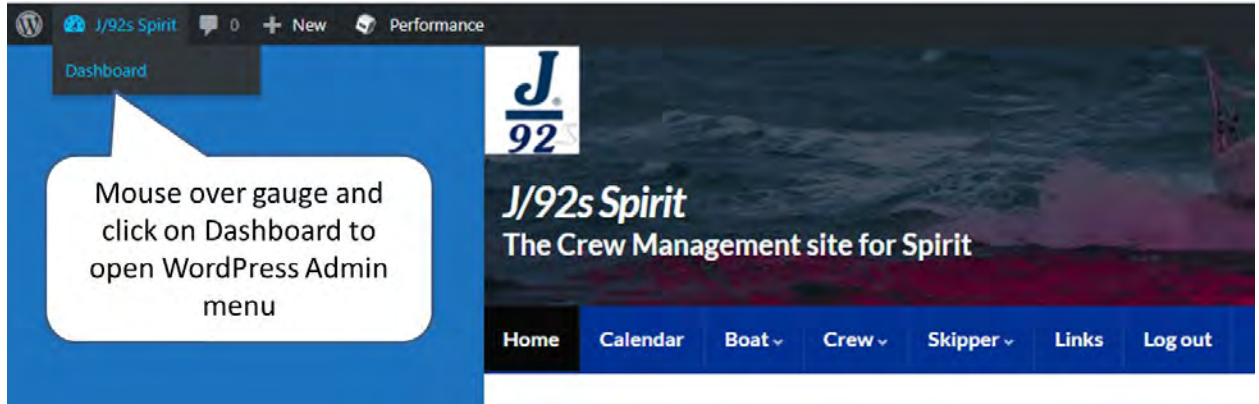 J/92s Spirit 0 + New Performance
Dashboard
J®
92S
Mouse over gauge and
click on Dashboard to
open WordPress Admin
menu
J/92s Spirit
The Crew Management site for Spirit
Home Calendar Boat Crew Skipper Links Log out